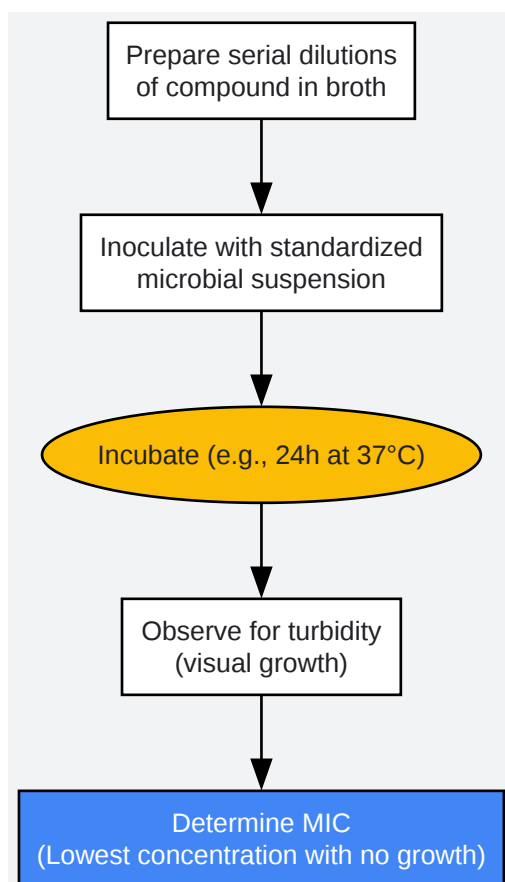 Prepare serial dilutions
of compound in broth
Inoculate with standardized
microbial suspension
Incubate (e.g., 24h at 37°C)
Observe for turbidity
(visual growth)
Determine MIC
(Lowest concentration with no growth)